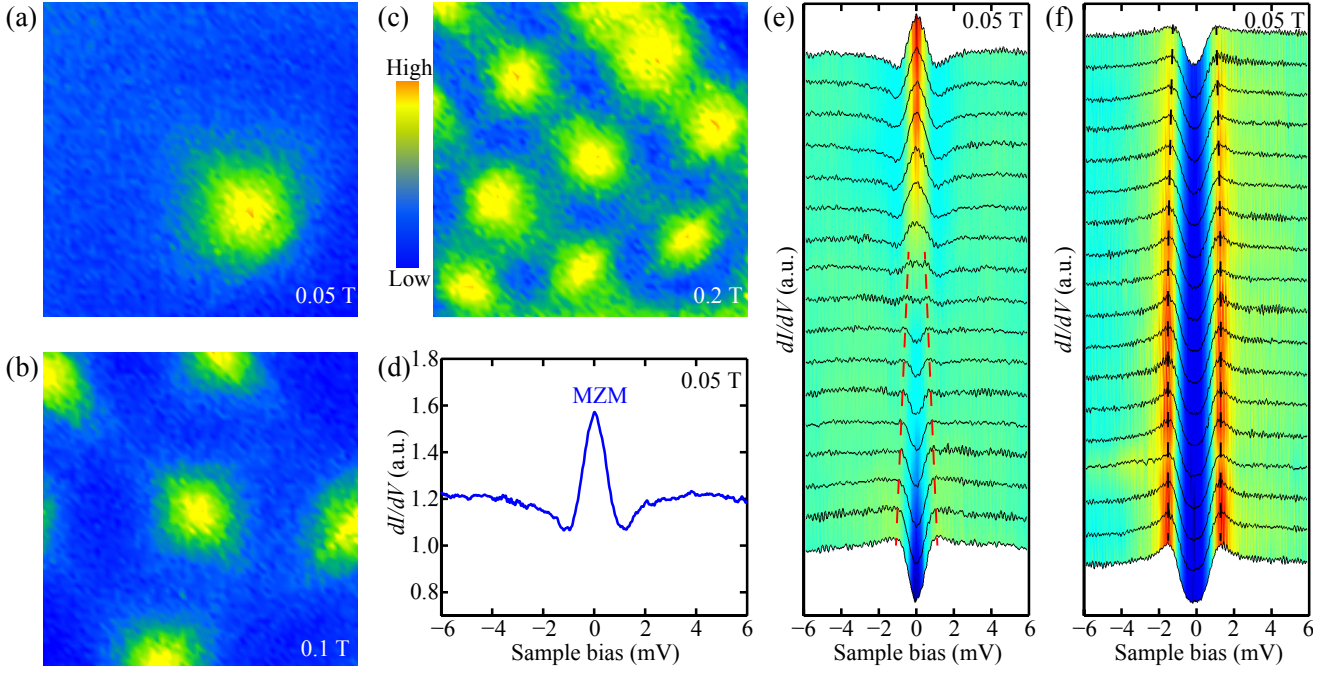 (a)
0.05 T
(b)
0.1 T
(c)
High
Low
0.2 T
(d)
0.05 T
MZM
1.8
1.6
1.4
1.2
1.0
0.8
dI/dV (a.u.)
−6 −4 −2 0 2 4 6
Sample bias (mV)
(e)
0.05 T
dI/dV (a.u.)
−6 −4 −2 0 2 4 6
Sample bias (mV)
(f)
0.05 T
dI/dV (a.u.)
−6 −4 −2 0 2 4 6
Sample bias (mV)